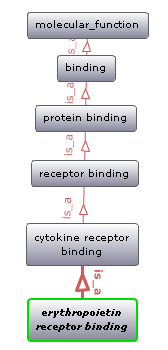 molecular_function
is_a
binding
is_a
protein binding
is_a
receptor binding
is_a
cytokine receptor
binding
is_a
erythropoietin
receptor binding